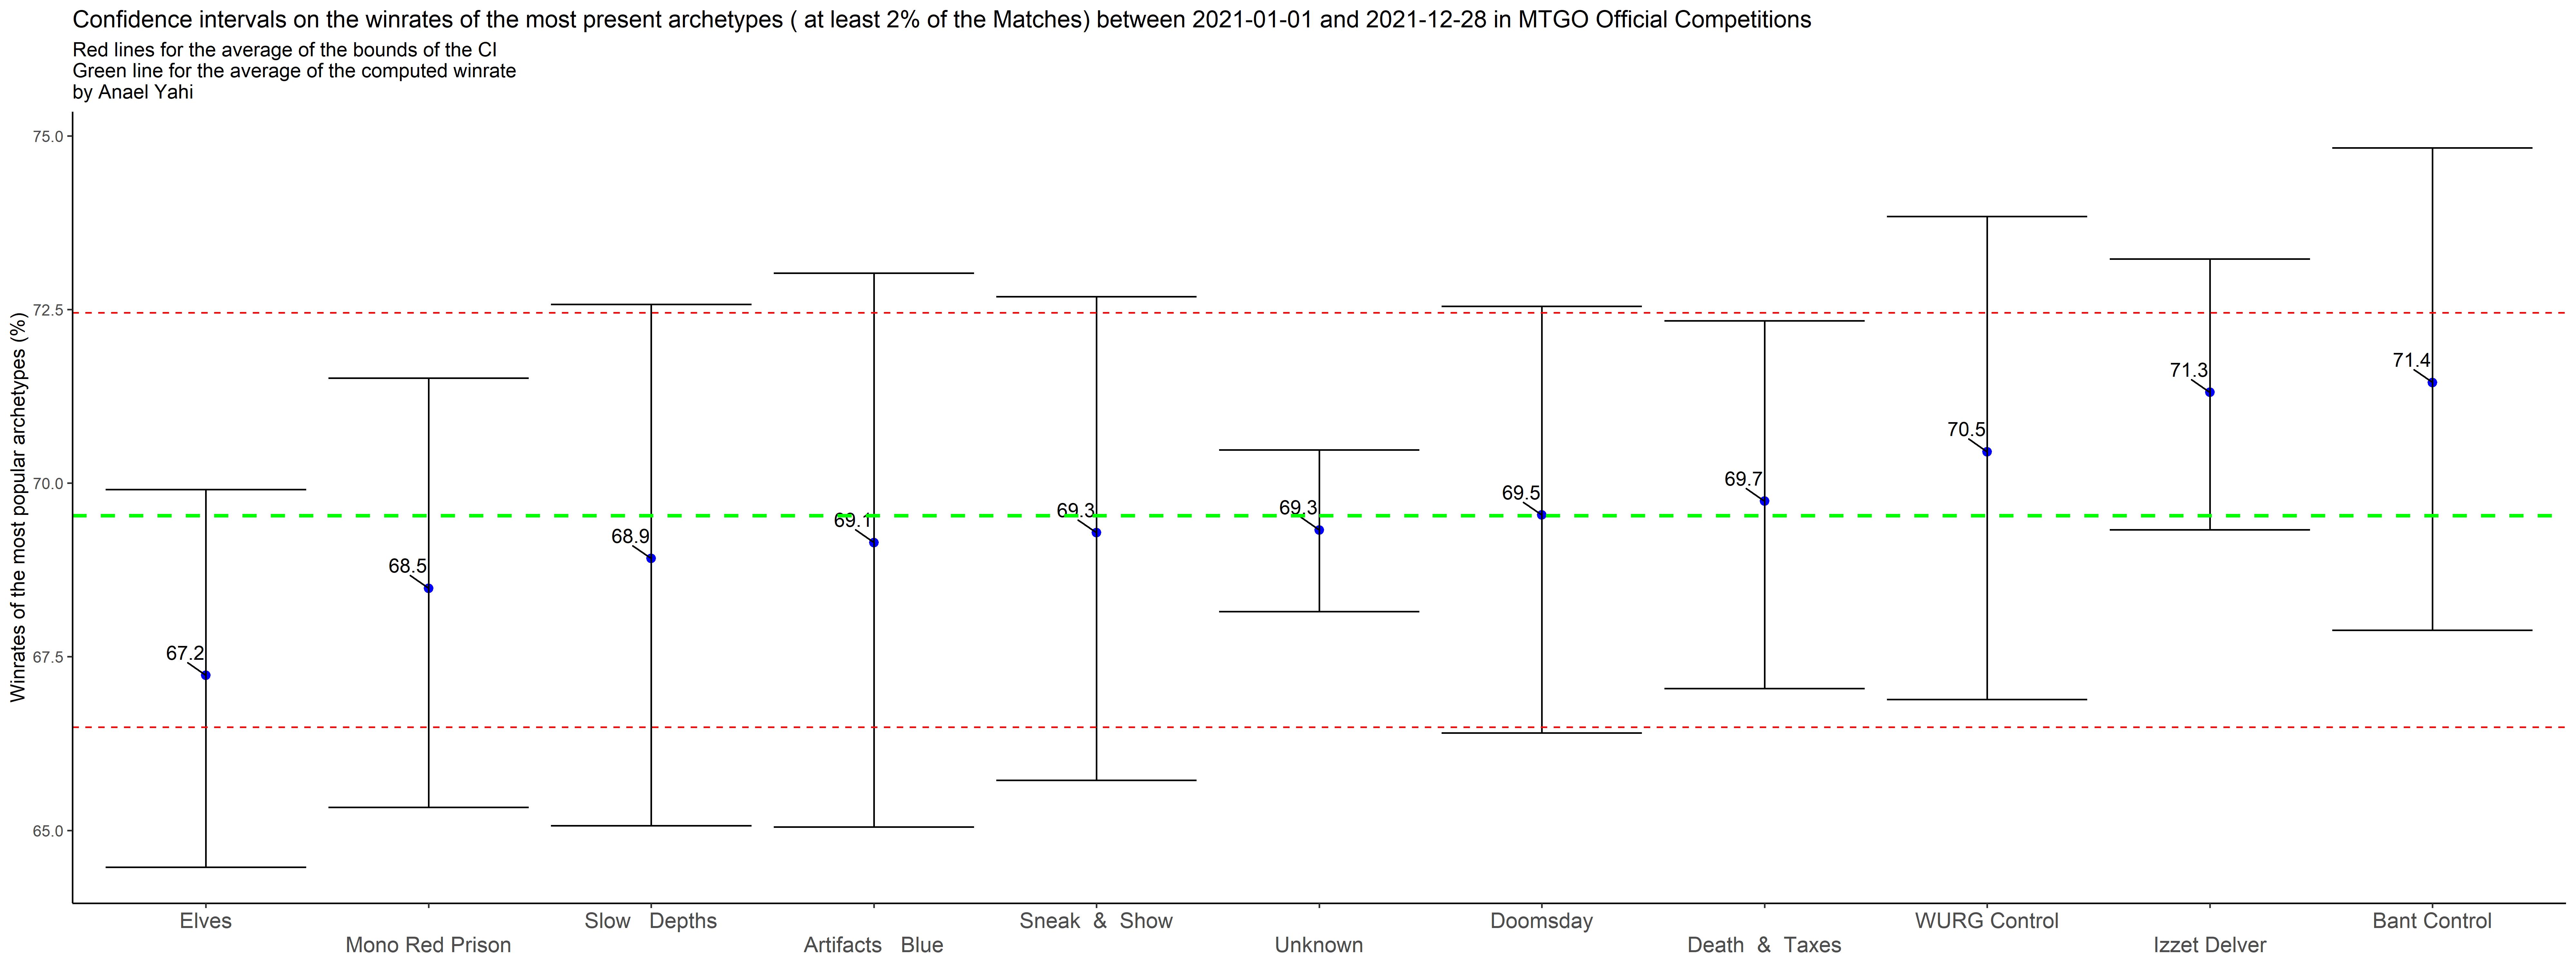 Confidence intervals on the winrates of the most present archetypes ( at least 2% of the Matches) between 2021-01-01 and 2021-12-28 in MTGO Official Competitions
Red lines for the average of the bounds of the CI
Green line for the average of the computed winrate
by Anael Yahi
Winrates of the most popular archetypes (%)
75.0
72.5
70.0
67.5
65.0
67.2
68.5
68.9
69.1
69.3
69.3
69.5
69.7
70.5
71.3
71.4
Elves
Mono Red Prison
Slow Depths
Artifacts Blue
Sneak & Show
Unknown
Doomsday
Death & Taxes
WURG Control
Izzet Delver
Bant Control